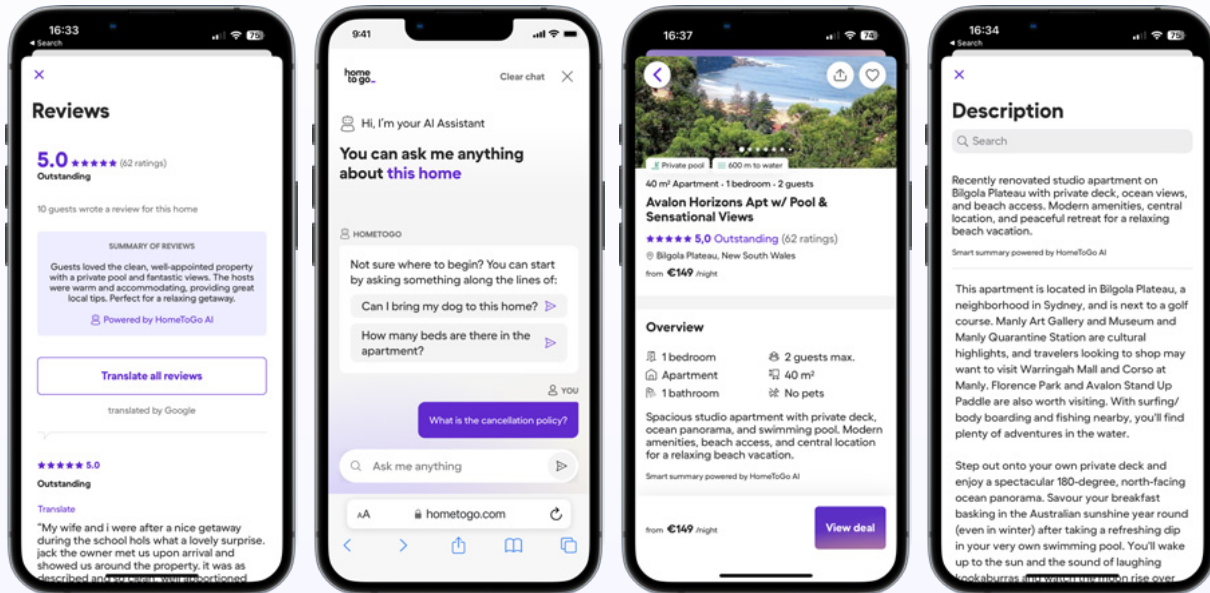 16:33
75
Search
Reviews
5.0 (62 ratings)
Outstanding
10 guests wrote a review for this home
SUMMARY OF REVIEWS
Guests loved the clean, well-appointed property
with a private pool and fantastic views. The hosts
were warm and accommodating, providing great
local tips. Perfect for a relaxing getaway.
Powered by HomeToGo AI
Translate all reviews
translated by Google
5.0
Outstanding
Translate
"My wife and i were after a nice getaway
during the school hols what a lovely surprise.
jack the owner met us upon arrival and
showed us around the property. it was as
described and so clean, well apportioned
9:41
home
to go_
Clear chat
Hi, I'm your AI Assistant
You can ask me anything
about this home
HOMETOGO
Not sure where to begin? You can start
by asking something along the lines of:
Can I bring my dog to this home?
How many beds are there in the
apartment?
YOU
What is the cancellation policy?
Ask me anything
AA hometogo.com
16:37
74
Private pool 600 m to water
40 m² Apartment · 1 bedroom · 2 guests
Avalon Horizons Apt w/ Pool &
Sensational Views
5,0 Outstanding (62 ratings)
Bilgola Plateau, New South Wales
from €149 /night
Overview
1 bedroom 2 guests max.
Apartment 40 m²
1 bathroom No pets
Spacious studio apartment with private deck,
ocean panorama, and swimming pool. Modern
amenities, beach access, and central location
for a relaxing beach vacation.
Smart summary powered by HomeToGo AI
from €149 /night
View deal
16:34
75
Search
Description
Search
Recently renovated studio apartment on
Bilgola Plateau with private deck, ocean views,
and beach access. Modern amenities, central
location, and peaceful retreat for a relaxing
beach vacation.
Smart summary powered by HomeToGo AI
This apartment is located in Bilgola Plateau, a
neighborhood in Sydney, and is next to a golf
course. Manly Art Gallery and Museum and
Manly Quarantine Station are cultural
highlights, and travelers looking to shop may
want to visit Warringah Mall and Corso at
Manly. Florence Park and Avalon Stand Up
Paddle are also worth visiting. With surfing/
body boarding and fishing nearby, you'll find
plenty of adventures in the water.
Step out onto your own private deck and
enjoy a spectacular 180-degree, north-facing
ocean panorama. Savour your breakfast
basking in the Australian sunshine year round
(even in winter) after taking a refreshing dip
in your very own swimming pool. You'll wake
up to the sun and the sound of laughing
kookaburras and watch the moon rise over